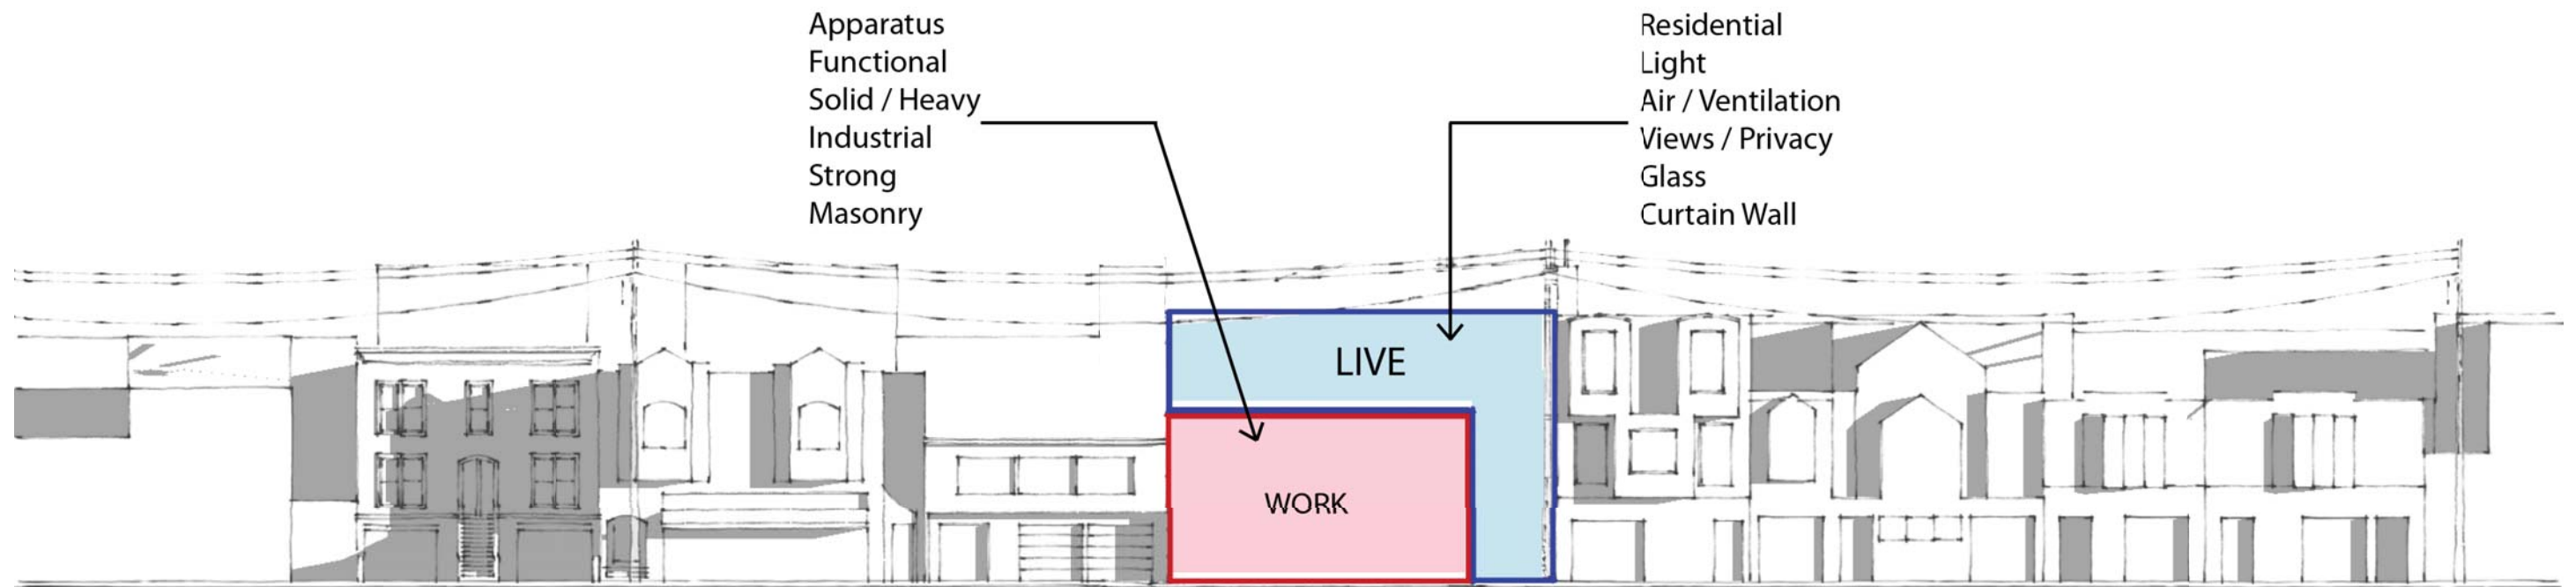 Apparatus
Functional
Solid / Heavy
Industrial
Strong
Masonry
Residential
Light
Air / Ventilation
Views / Privacy
Glass
Curtain Wall
LIVE
WORK